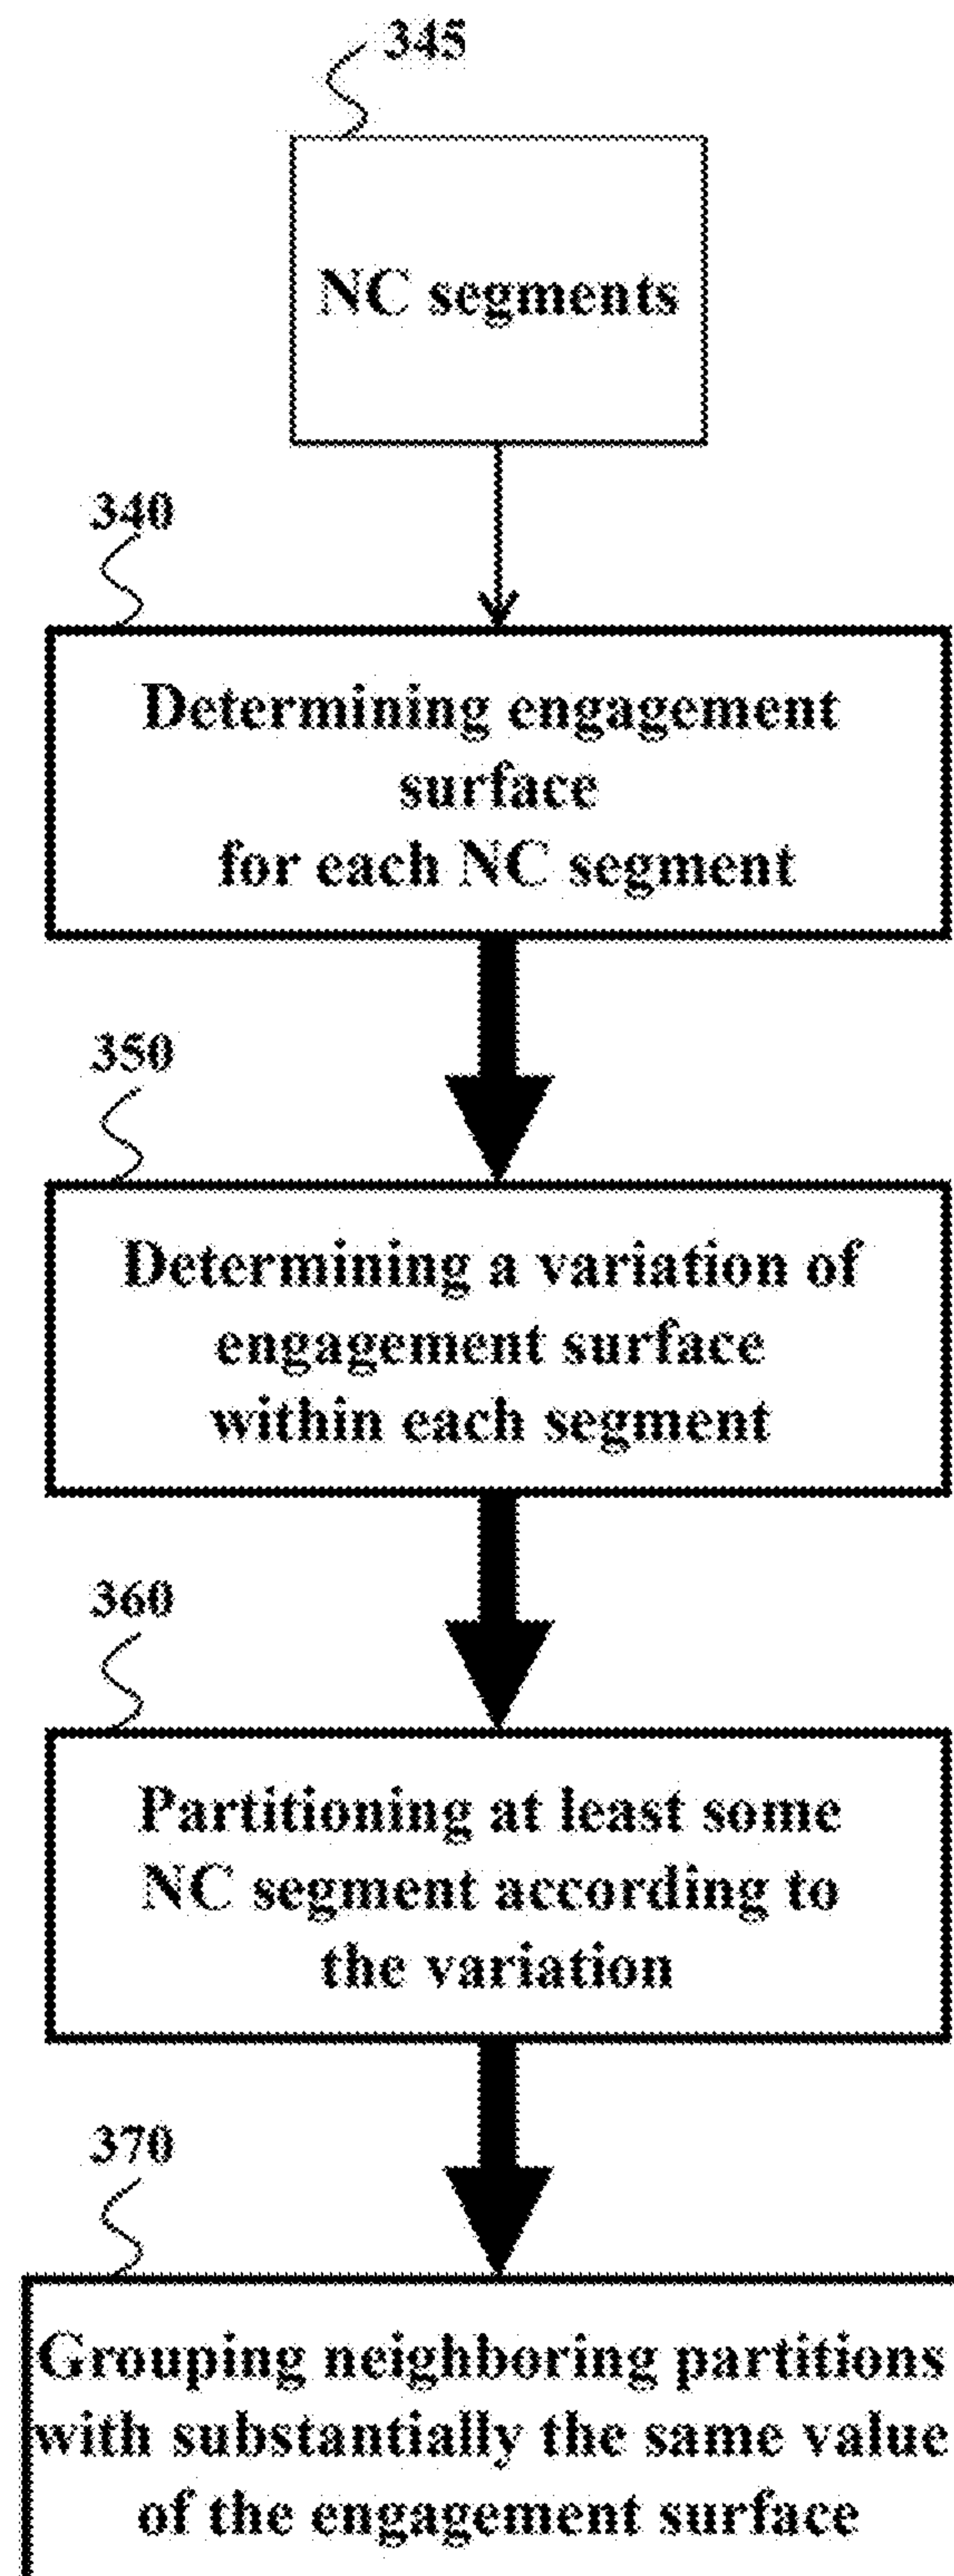 345
NC segments
340
Determining engagement
surface
for each NC segment
350
Determining a variation of
engagement surface
within each segment
360
Partitioning at least some
NC segment according to
the variation
370
Grouping neighboring partitions
with substantially the same value
of the engagement surface